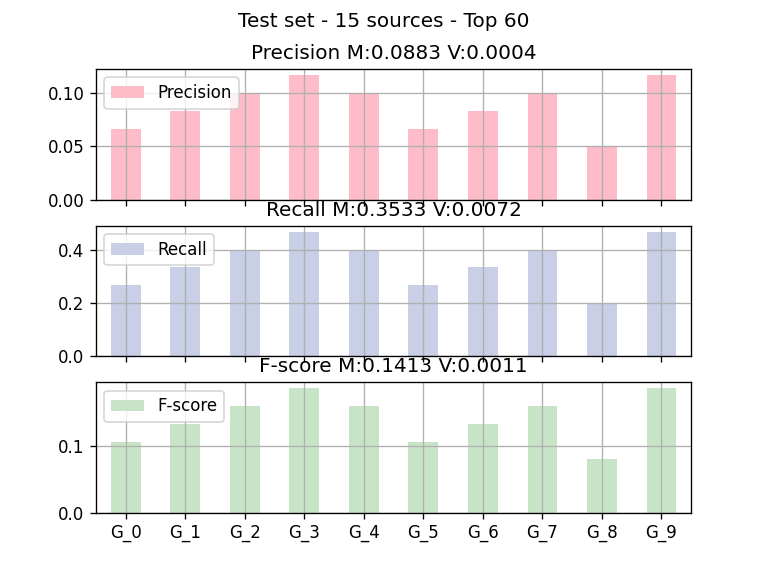 Test set - 15 sources - Top 60
Precision M:0.0883 V:0.0004
0.10
0.05
0.00
Precision
Recall M:0.3533 V:0.0072
0.4
0.2
0.0
Recall
F-score M:0.1413 V:0.0011
0.1
0.0
F-score
G_0 G_1 G_2 G_3 G_4 G_5 G_6 G_7 G_8 G_9